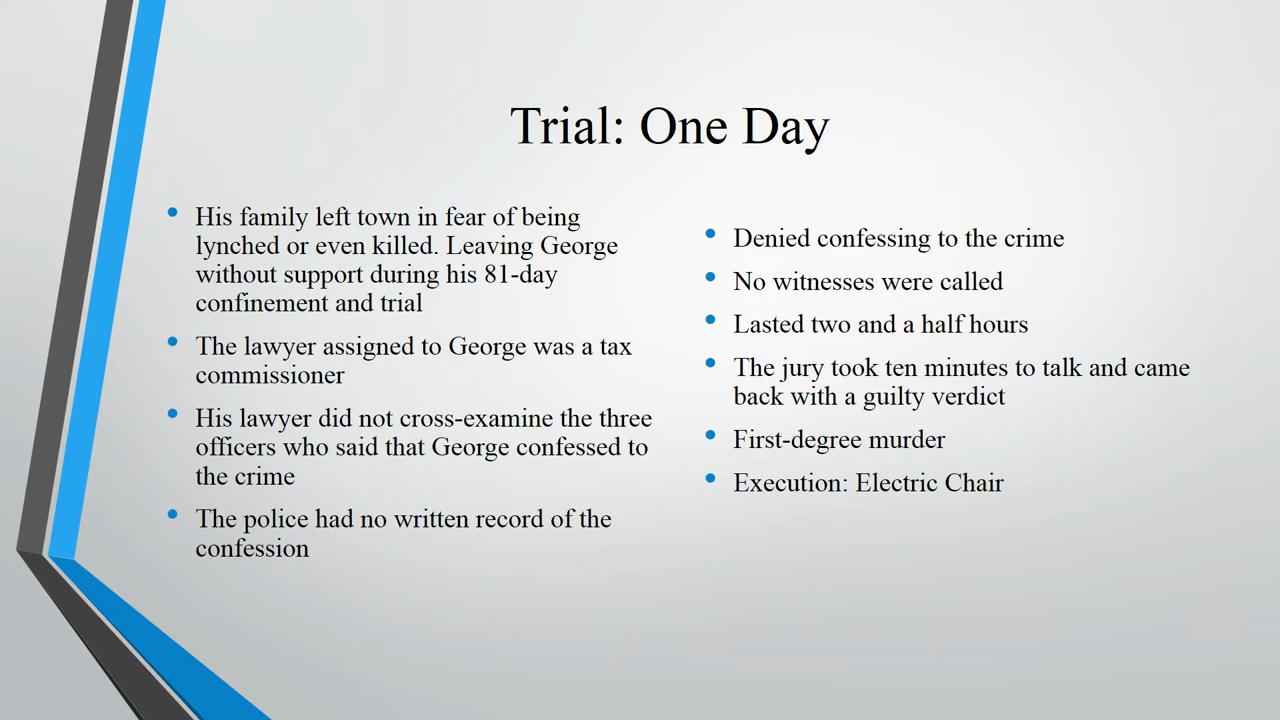 Trial: One Day
His family left town in fear of being
lynched or even killed. Leaving George
without support during his 81-day
confinement and trial
The lawyer assigned to George was a tax
commissioner
His lawyer did not cross-examine the three
officers who said that George confessed to
the crime
The police had no written record of the
confession
Denied confessing to the crime
No witnesses were called
Lasted two and a half hours
The jury took ten minutes to talk and came
back with a guilty verdict
First-degree murder
Execution: Electric Chair